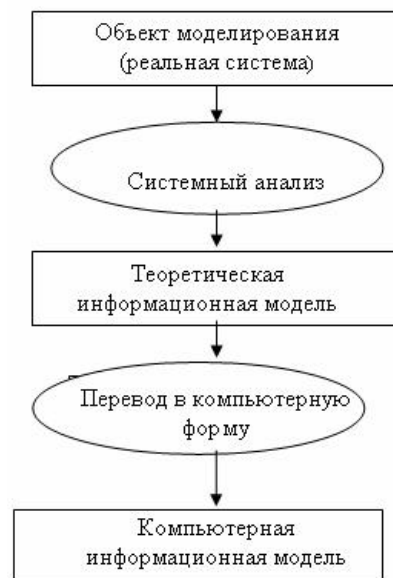 Объект моделирования
(реальная система)
Системный анализ
Теоретическая
информационная модель
Перевод в компьютерную
форму
Компьютерная
информационная модель